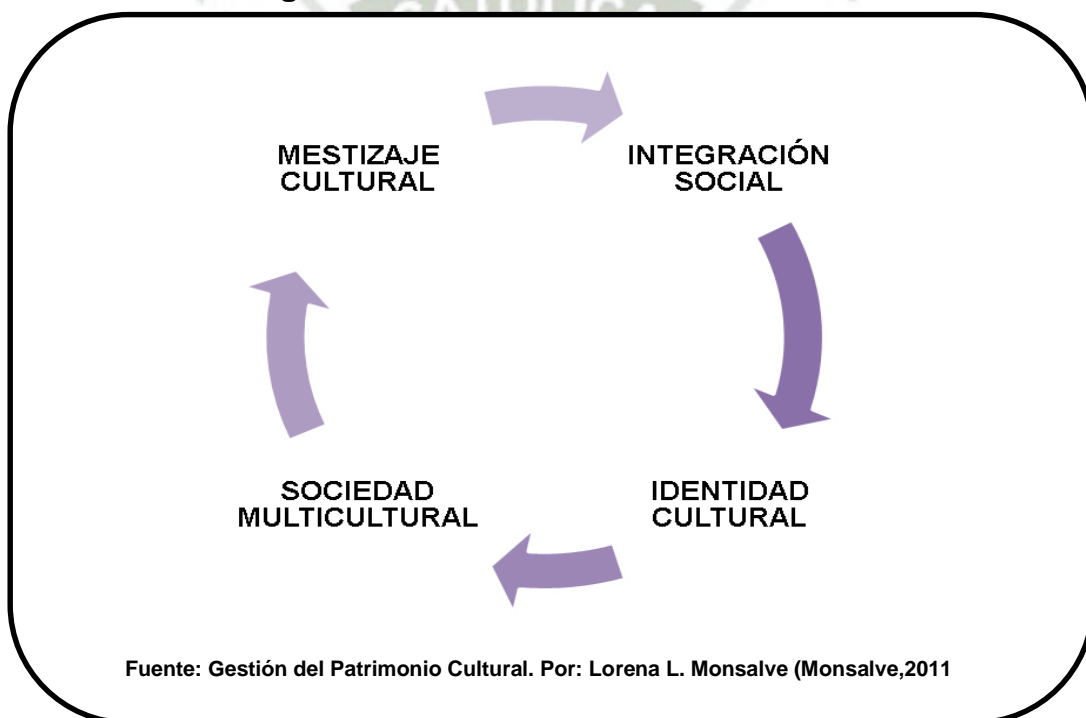 MESTIZAJE
CULTURAL
INTEGRACIÓN
SOCIAL
SOCIEDAD
MULTICULTURAL
IDENTIDAD
CULTURAL
Fuente: Gestión del Patrimonio Cultural. Por: Lorena L. Monsalve (Monsalve,2011